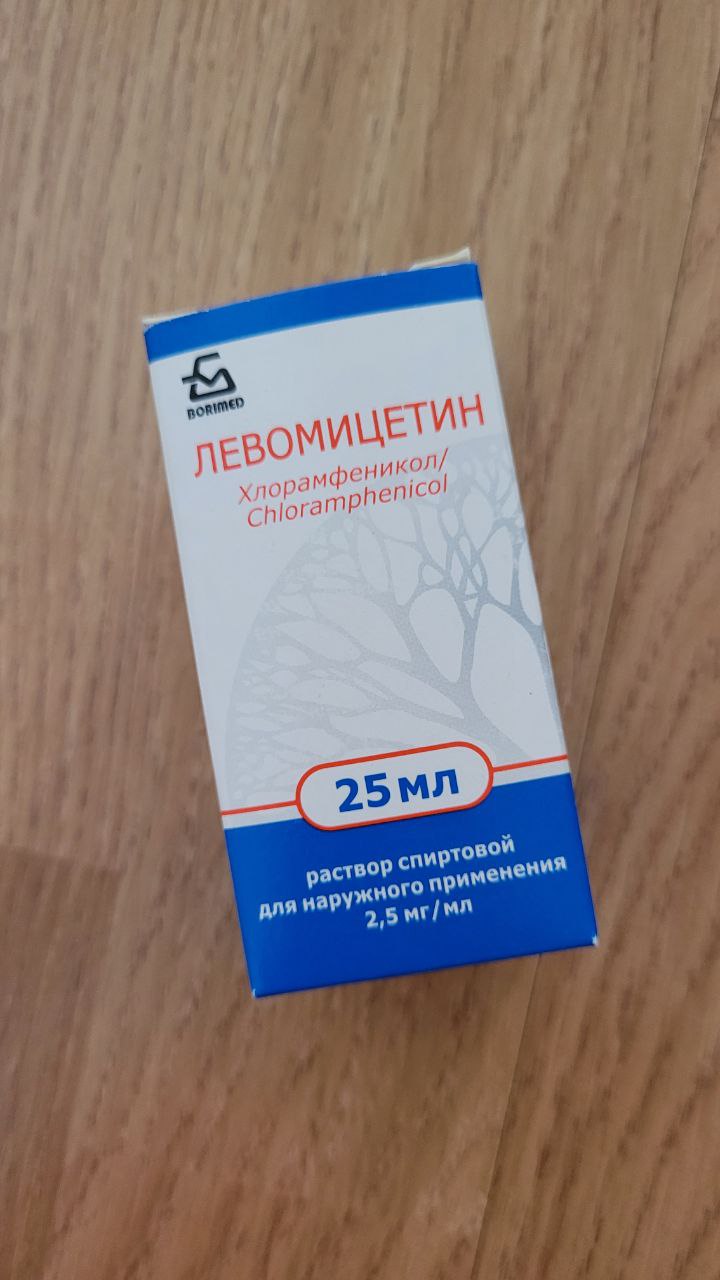 BORIMED
ЛЕВОМИЦЕТИН
Хлорамфеникол/
Chloramphenicol
25 мл
раствор спиртовой
для наружного применения
2,5 мг/мл